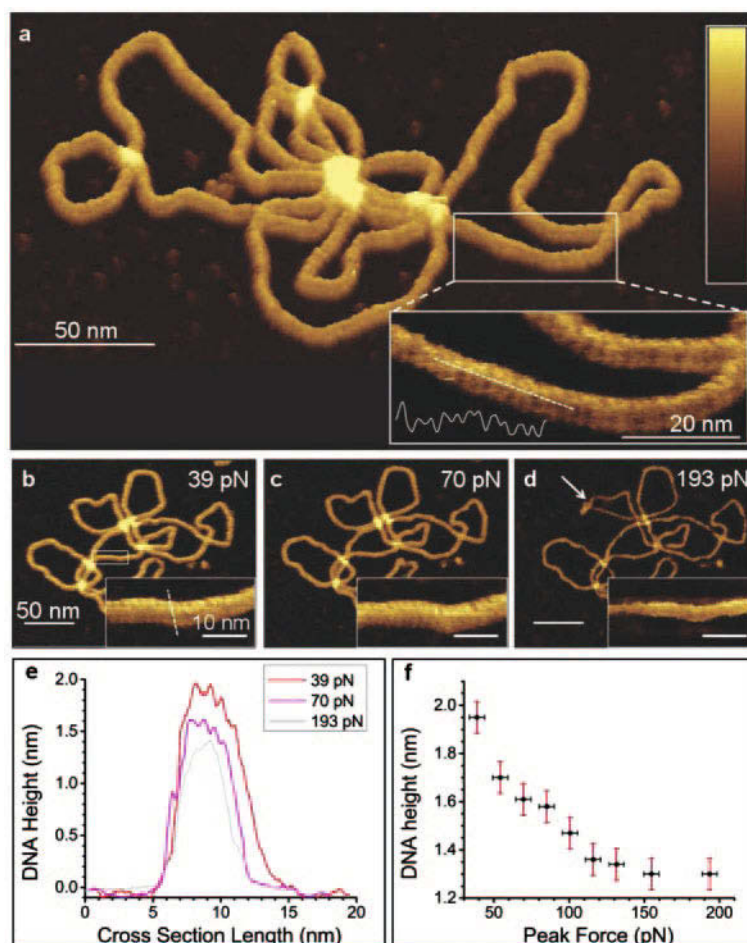 a
50 nm
20 nm
b
39 pN
50 nm
10 nm
c
70 pN
d
193 pN
e
2.0
1.5
1.0
0.5
0.0
DNA Height (nm)
39 pN
70 pN
193 pN
0
5
10
15
20
Cross Section Length (nm)
f
2.0
1.8
1.6
1.4
1.2
DNA height (nm)
50
100
150
200
Peak Force (pN)